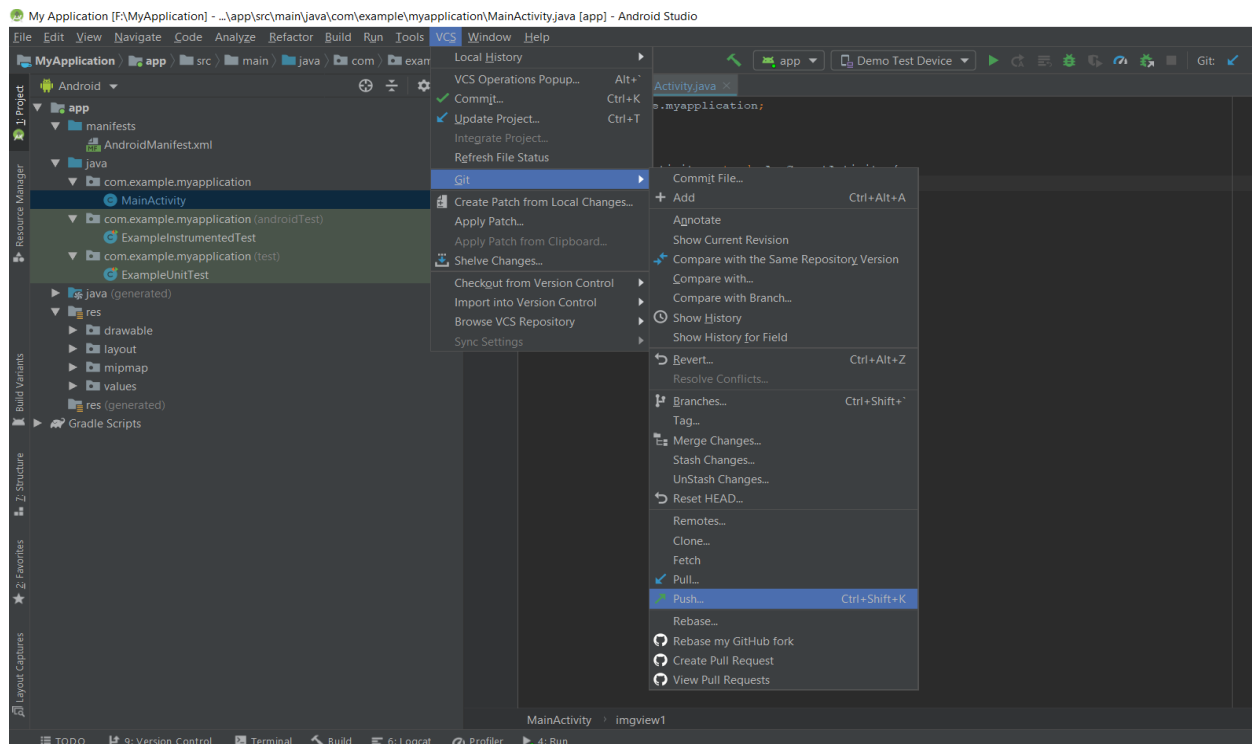 My Application [F:\MyApplication] - ...\app\src\main\java\com\example\myapplication\MainActivity.java [app] - Android Studio
File Edit View Navigate Code Analyze Refactor Build Run Tools VCS Window Help
MyApplication app src main java com exam
app Demo Test Device Git:
Android
Activity.java
1: Project
Resource Manager
Build Variants
7: Structure
2: Favorites
Layout Captures
app
manifests
AndroidManifest.xml
java
com.example.myapplication
MainActivity
com.example.myapplication (androidTest)
ExampleInstrumentedTest
com.example.myapplication (test)
ExampleUnitTest
java (generated)
res
drawable
layout
mipmap
values
res (generated)
Gradle Scripts
Local History
VCS Operations Popup... Alt+`
Commit... Ctrl+K
Update Project... Ctrl+T
Integrate Project...
Refresh File Status
Git
Create Patch from Local Changes...
Apply Patch...
Apply Patch from Clipboard...
Shelve Changes...
Checkout from Version Control
Import into Version Control
Browse VCS Repository
Sync Settings
s.myapplication;
Commit File...
Add Ctrl+Alt+A
Annotate
Show Current Revision
Compare with the Same Repository Version
Compare with...
Compare with Branch...
Show History
Show History for Field
Revert... Ctrl+Alt+Z
Resolve Conflicts...
Branches... Ctrl+Shift+`
Tag...
Merge Changes...
Stash Changes...
UnStash Changes...
Reset HEAD...
Remotes...
Clone...
Fetch
Pull...
Push... Ctrl+Shift+K
Rebase...
Rebase my GitHub fork
Create Pull Request
View Pull Requests
MainActivity imgview1
TODO 9: Version Control Terminal Build 6: Logcat Profiler 4: Run